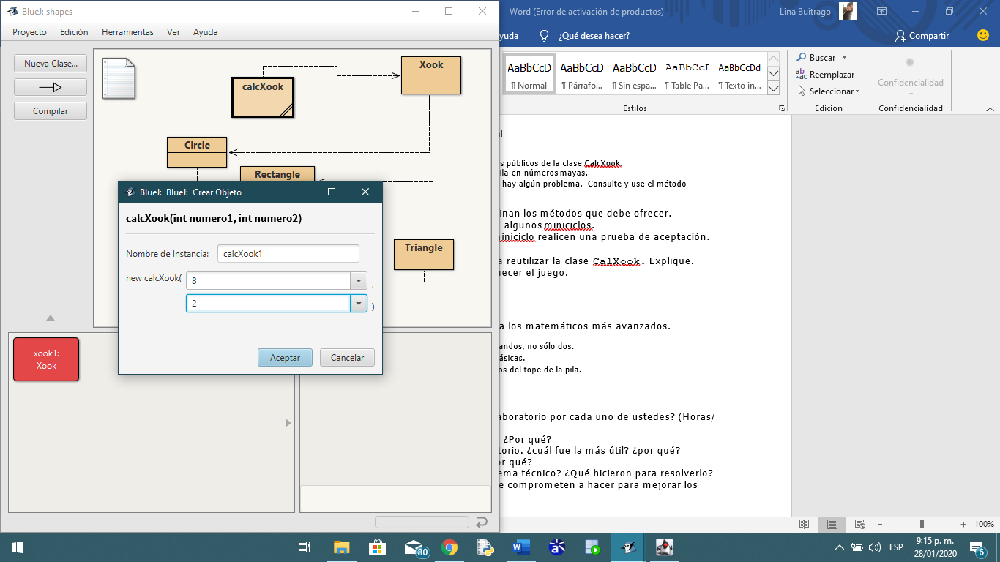 BlueJ: shapes
Proyecto Edición Herramientas Ver Ayuda
Nueva Clase...
Compilar
calcXook
Xook
Circle
Rectangle
Triangle
BlueJ: BlueJ: Crear Objeto
calcXook(int numero1, int numero2)
Nombre de Instancia: calcXook1
new calcXook( 8 ,
2 )
Aceptar Cancelar
xook1:
Xook
- Word (Error de activación de productos) Lina Buitrago
yuda ¿Qué desea hacer? Compartir
AaBbCcD AaBbCcD AaBbCcD AaBbCcI AaBbCcDd
¶ Normal ¶ Párrafo... ¶ Sin espa... ¶ Table Pa... ¶ Texto in...
Estilos
Buscar
Reemplazar
Seleccionar
Edición
Confidencialidad
Confidencialidad
l
s públicos de la clase CalcXook.
ila en números mayas.
hay algún problema. Consulte y use el método
inan los métodos que debe ofrecer.
algunos miniciclos.
iniciclo realicen una prueba de aceptación.
a reutilizar la clase CalXook. Explique.
uecer el juego.
a los matemáticos más avanzados.
andos, no sólo dos.
ásicas.
os del tope de la pila.
aboratorio por cada uno de ustedes? (Horas/
¿Por qué?
torio. ¿cuál fue la más útil? ¿por qué?
or qué?
ema técnico? ¿Qué hicieron para resolverlo?
e comprometen a hacer para mejorar los
100%
80
ESP
9:15 p. m.
28/01/2020
6